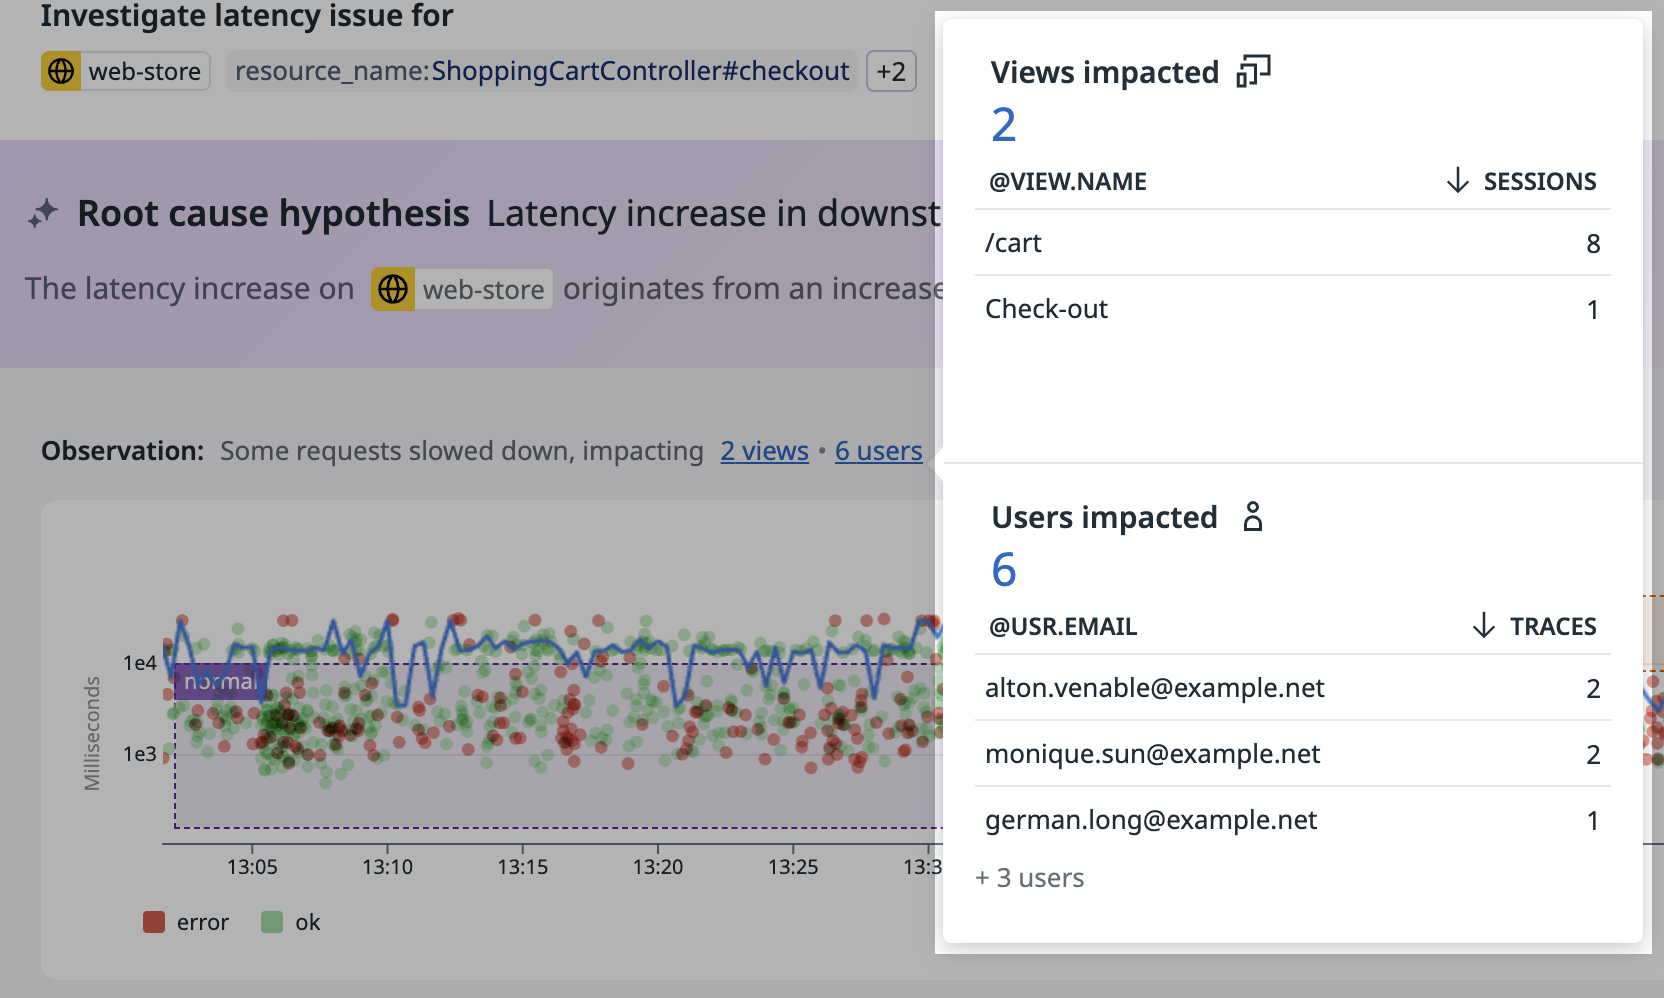 Investigate latency issue for
web-store resource_name:ShoppingCartController#checkout +2
Root cause hypothesis Latency increase in
The latency increase on web-store originates from an increase
Observation: Some requests slowed down, impacting 2 views • 6 users
Milliseconds
1e4
normal
1e3
13:05 13:10 13:15 13:20 13:25
error ok
Views impacted
2
@VIEW.NAME SESSIONS
/cart 8
Check-out 1
Users impacted
6
@USR.EMAIL TRACES
alton.venable@example.net 2
monique.sun@example.net 2
german.long@example.net 1
+ 3 users